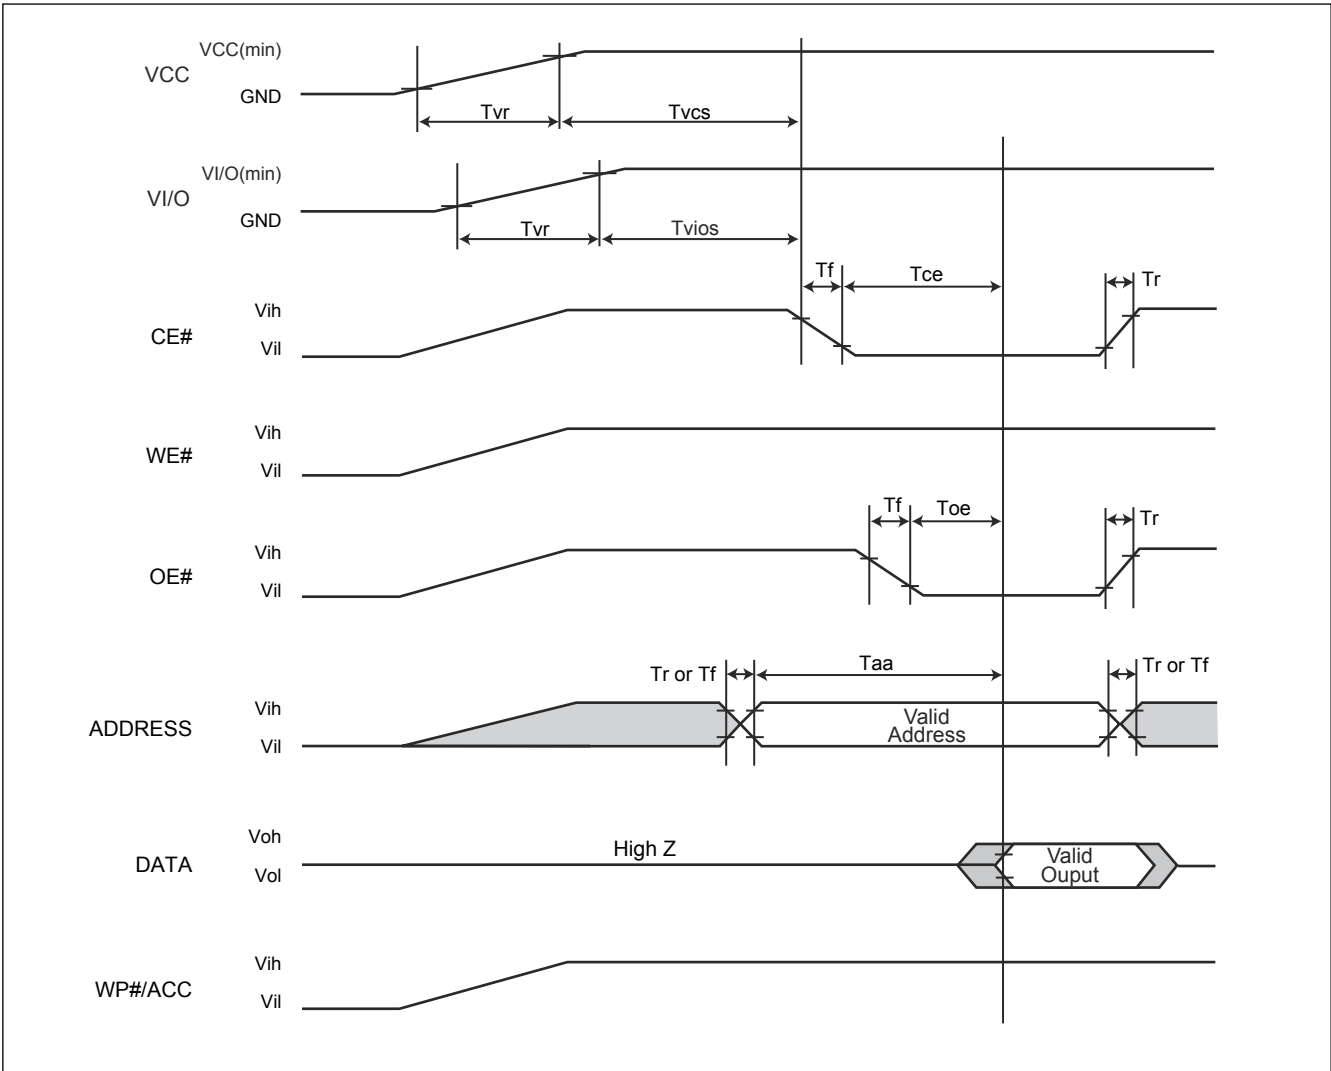 VCC(min)
VCC
GND
Tvr
Tvcs
VI/O(min)
VI/O
GND
Tvr
Tvios
Tf
Tce
Tr
Vih
CE#
Vil
Vih
WE#
Vil
Tf
Toe
Tr
Vih
OE#
Vil
Tr or Tf
Taa
Tr or Tf
Vih
ADDRESS
Vil
Valid
Address
Voh
DATA
Vol
High Z
Valid
Ouput
Vih
WP#/ACC
Vil